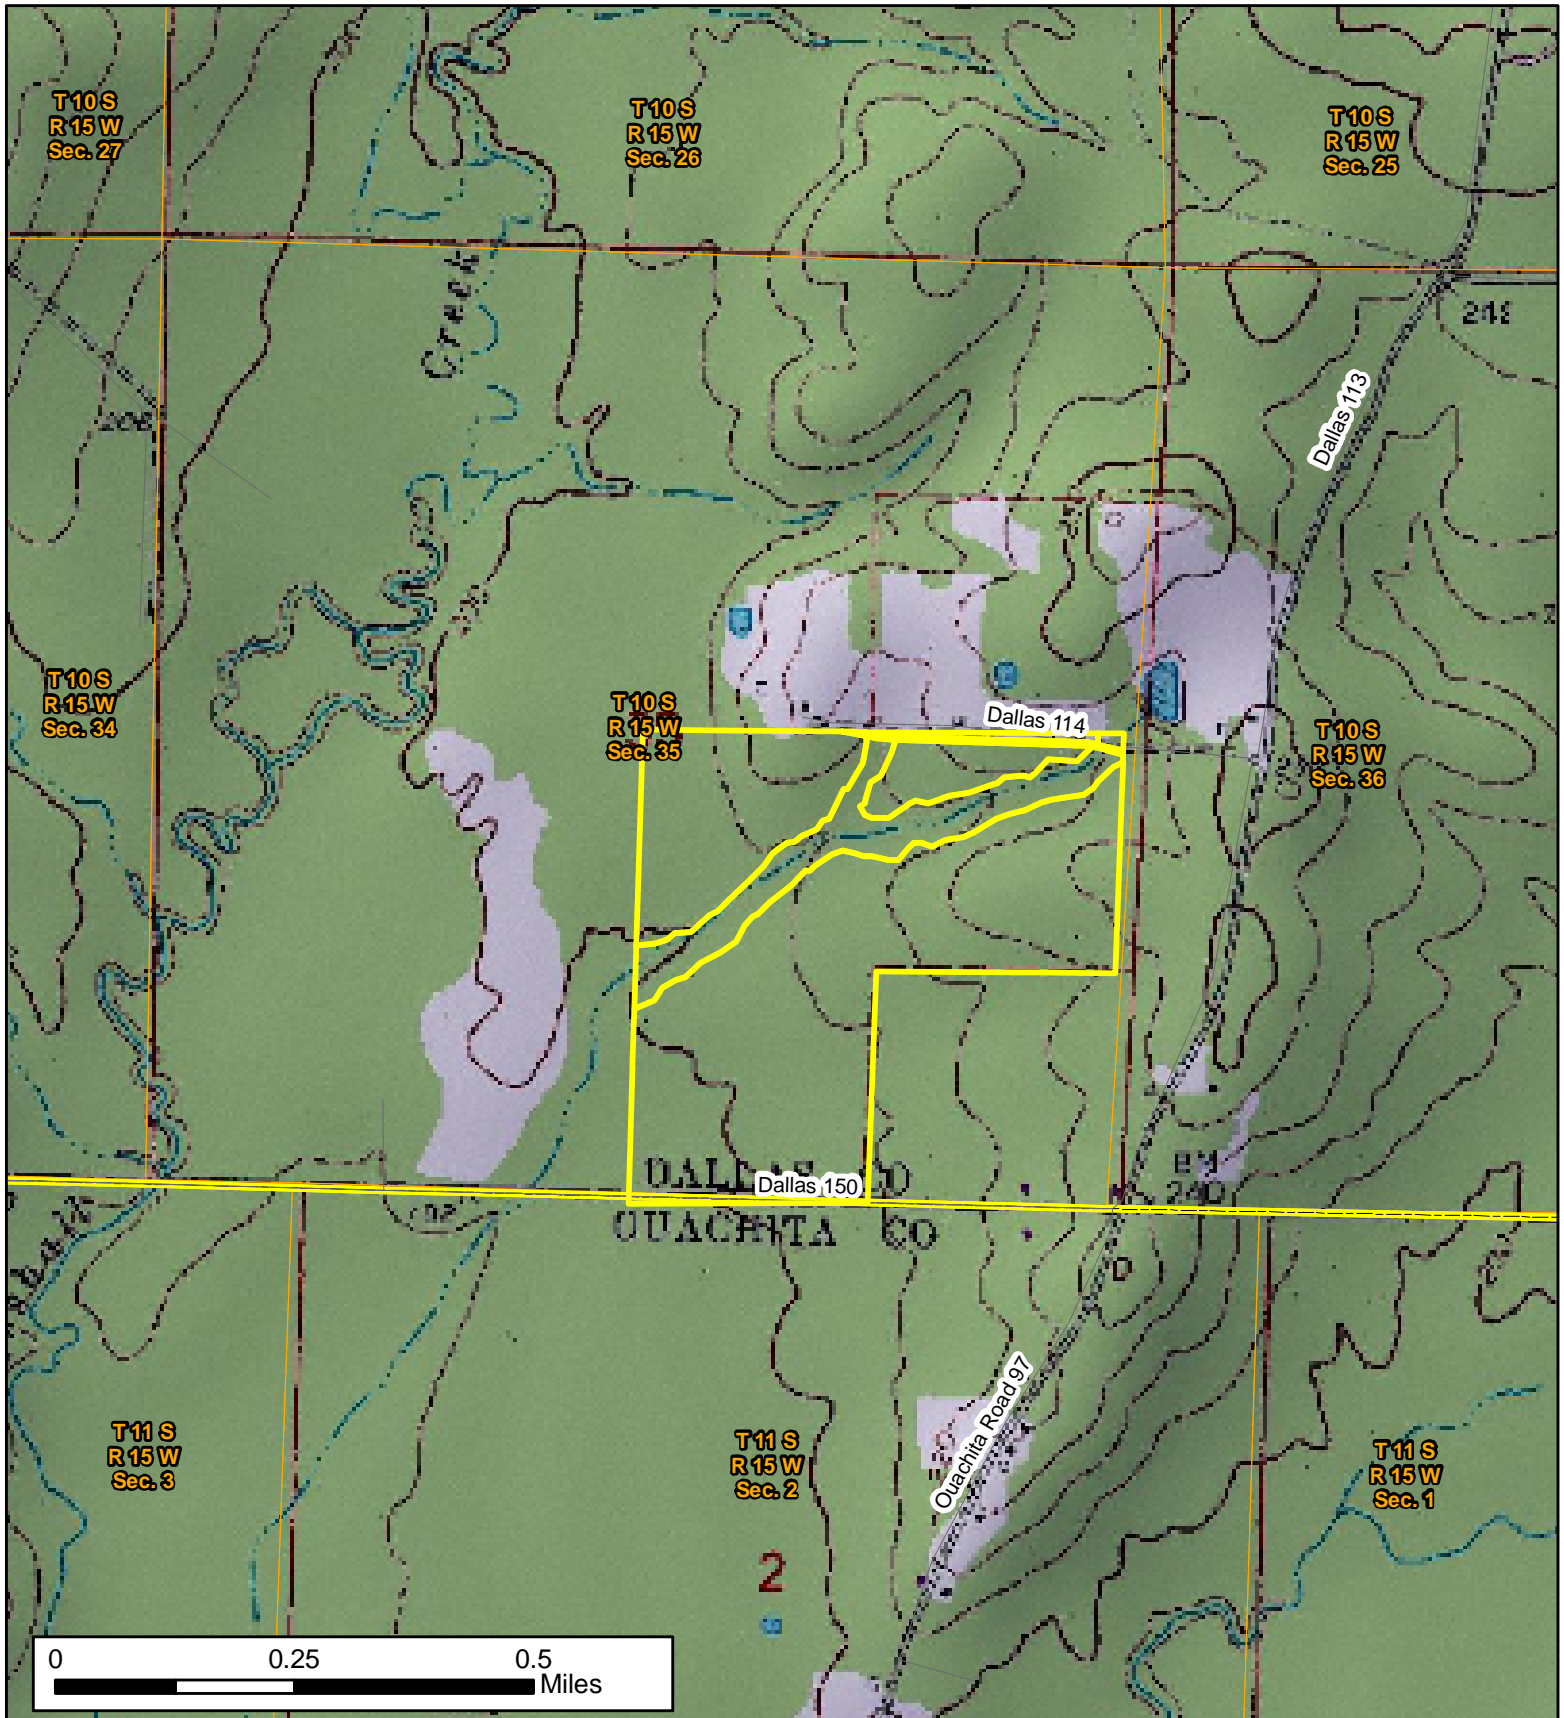 T 10 S
R 15 W
Sec. 27
T 10 S
R 15 W
Sec. 26
T 10 S
R 15 W
Sec. 25
Creek
Dallas 113
206
T 10 S
R 15 W
Sec. 34
T 10 S
R 15 W
Sec. 35
Dallas 114
T 10 S
R 15 W
Sec. 36
DALLAS CO
Dallas 150
BM
240
OUACHITA CO
Ouachita Road 97
T 11 S
R 15 W
Sec. 3
T 11 S
R 15 W
Sec. 2
T 11 S
R 15 W
Sec. 1
2
0 0.25 0.5
Miles